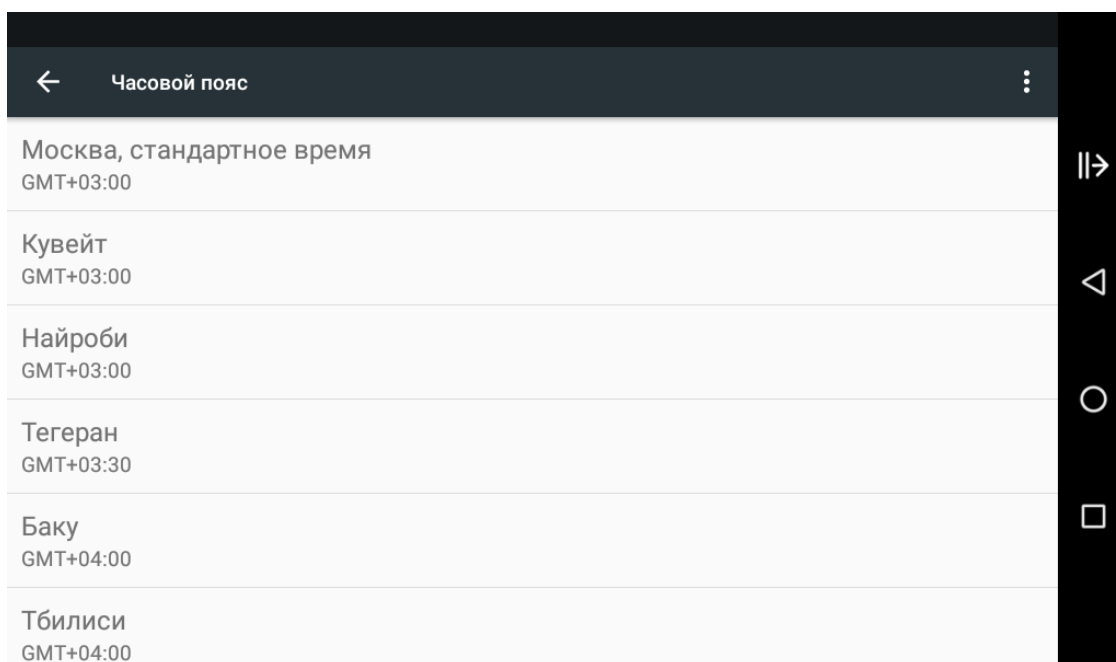 Часовой пояс
Москва, стандартное время
GMT+03:00
Кувейт
GMT+03:00
Найроби
GMT+03:00
Тегеран
GMT+03:30
Баку
GMT+04:00
Тбилиси
GMT+04:00